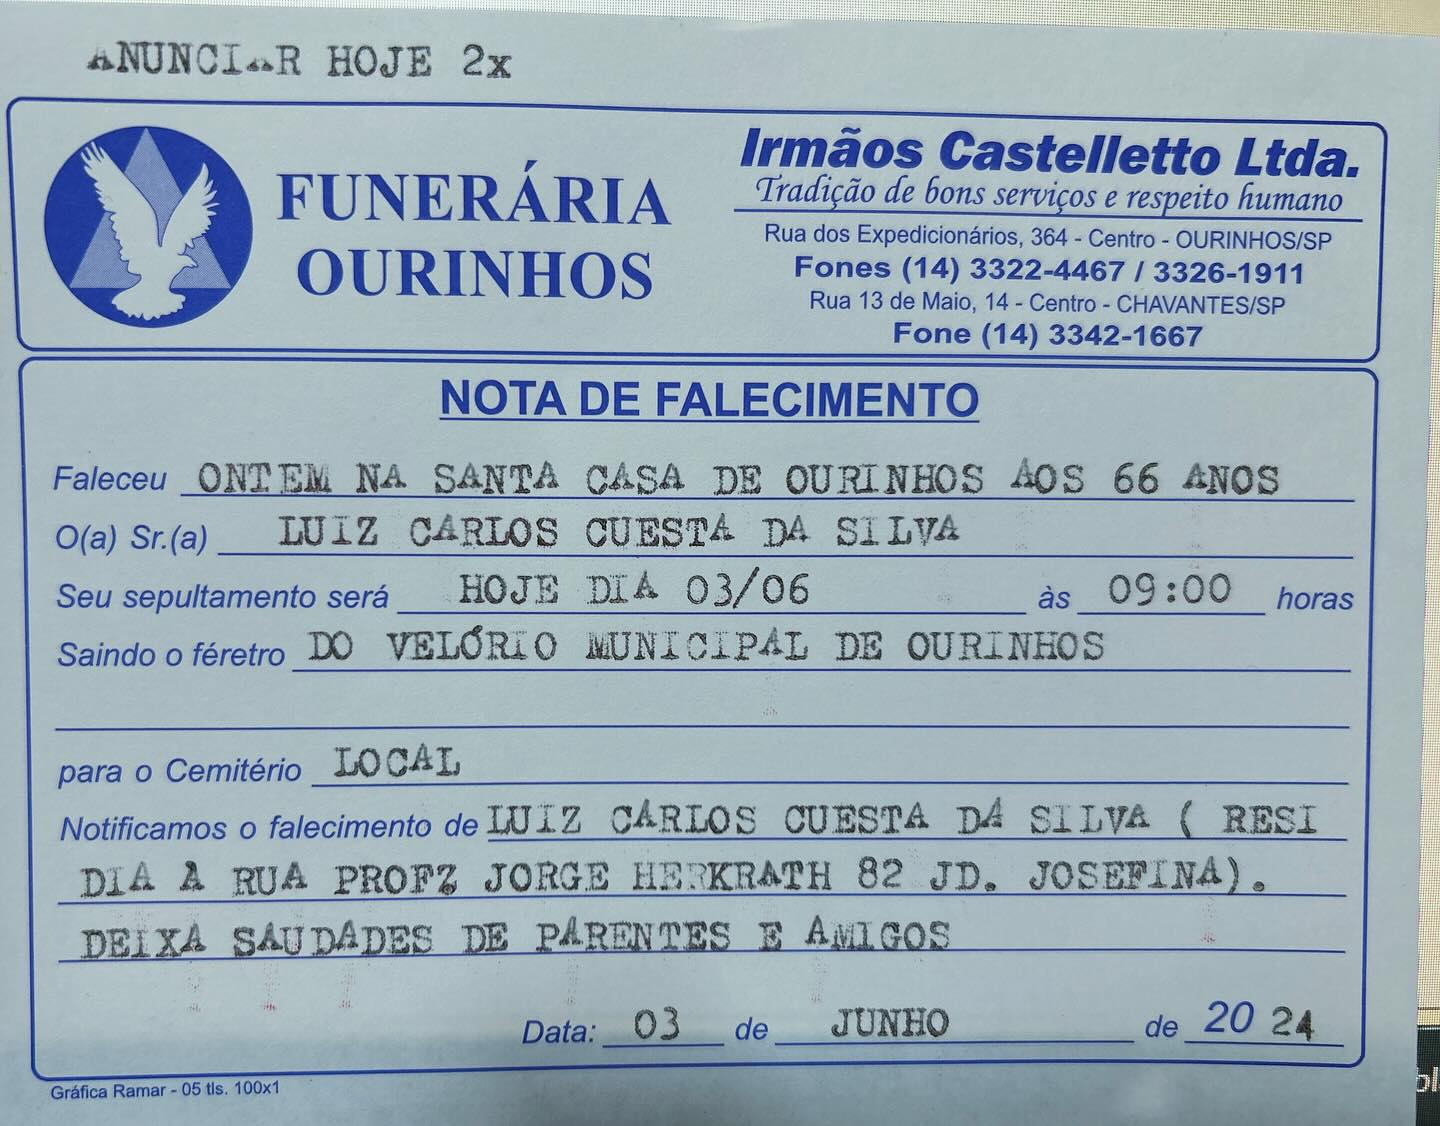 ANUNCIAR HOJE 2x
FUNERÁRIA
OURINHOS
Irmãos Castelletto Ltda.
Tradição de bons serviços e respeito humano
Rua dos Expedicionários, 364 - Centro - OURINHOS/SP
Fones (14) 3322-4467 / 3326-1911
Rua 13 de Maio, 14 - Centro - CHAVANTES/SP
Fone (14) 3342-1667
NOTA DE FALECIMENTO
Faleceu ONTEM NA SANTA CASA DE OURINHOS AOS 66 ANOS
O(a) Sr.(a) LUIZ CARLOS CUESTA DA SILVA
Seu sepultamento será HOJE DIA 03/06 às 09:00 horas
Saindo o féretro DO VELÓRIO MUNICIPAL DE OURINHOS
para o Cemitério LOCAL
Notificamos o falecimento de LUIZ CARLOS CUESTA DA SILVA ( RESI
DIA A RUA PROFZ JORGE HERKRATH 82 JD. JOSEFINA).
DEIXA SAUDADES DE PARENTES E AMIGOS
Data: 03 de JUNHO de 20 24
Gráfica Ramar - 05 tls. 100x1